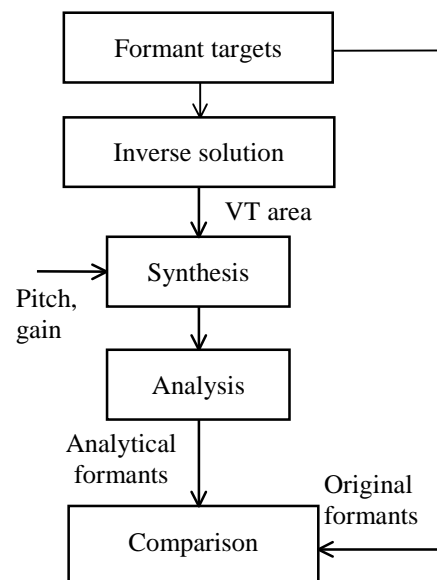 Formant targets
Inverse solution
VT area
Synthesis
Pitch,
gain
Analysis
Analytical
formants
Original
formants
Comparison